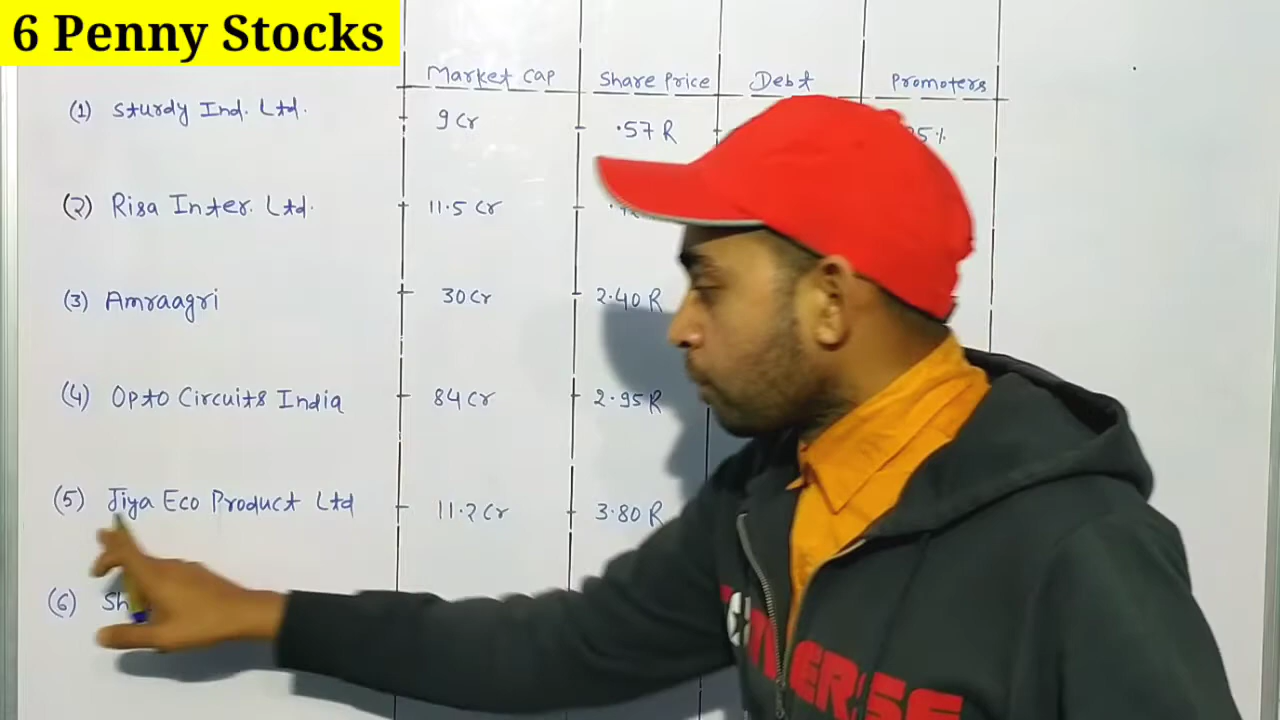 6 Penny Stocks
Market Cap Share Price Debt Promoters
(1) Sturdy Ind. Ltd. 9 Cr .57 R
(2) Risa Inter. Ltd. 11.5 Cr
(3) Amraagri 30 Cr 2.40 R
(4) Opto Circuits India 84 Cr 2.95 R
(5) Jiya Eco Product Ltd 11.2 Cr 3.80 R
(6)